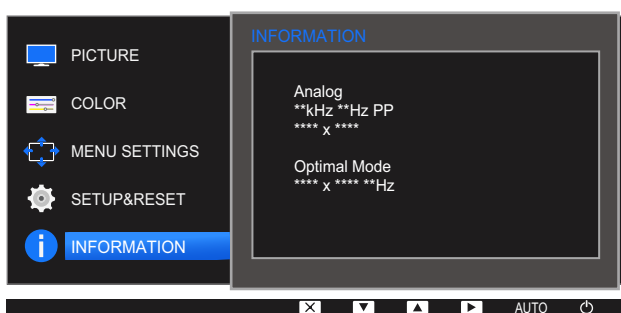 PICTURE
COLOR
MENU SETTINGS
SETUP&RESET
INFORMATION
INFORMATION
Analog
**kHz **Hz PP
**** x ****
Optimal Mode
**** x **** **Hz
AUTO